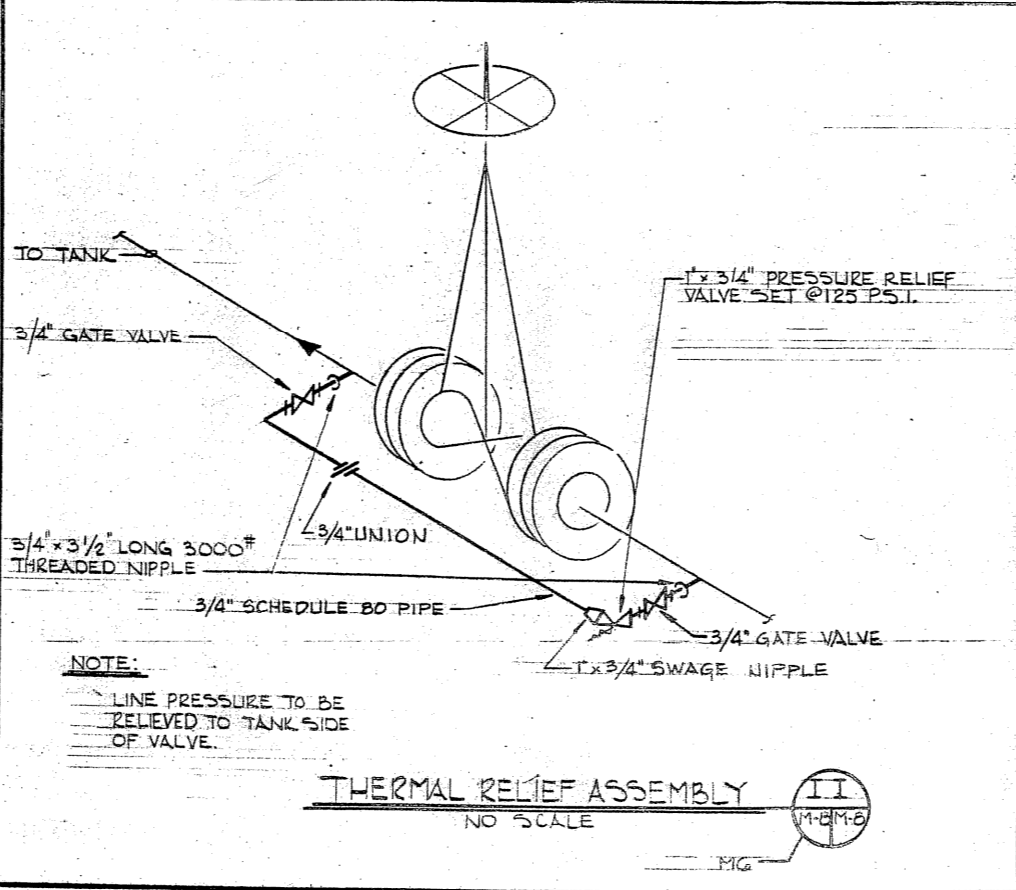 TO TANK
1" x 3/4" PRESSURE RELIEF
VALVE SET @125 P.S.I.
3/4" GATE VALVE
3/4" UNION
3/4" x 3 1/2" LONG 3000#
THREADED NIPPLE
3/4" SCHEDULE 80 PIPE
3/4" GATE VALVE
1" x 3/4" SWAGE NIPPLE
NOTE:
LINE PRESSURE TO BE
RELIEVED TO TANK SIDE
OF VALVE.
THERMAL RELIEF ASSEMBLY
NO SCALE
M-8